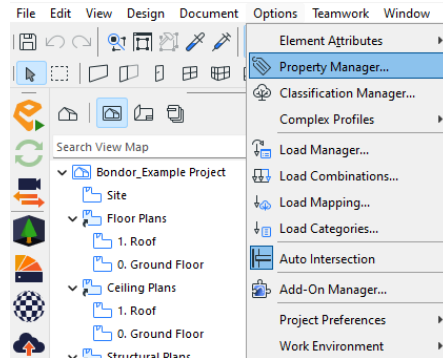 File Edit View Design Document Options Teamwork Window
Element Attributes
Property Manager...
Classification Manager...
Complex Profiles
Search View Map
Load Manager...
Bondor_Example Project
Load Combinations...
Site
Load Mapping...
Floor Plans
Load Categories...
1. Roof
0. Ground Floor
Auto Intersection
Ceiling Plans
Add-On Manager...
1. Roof
Project Preferences
0. Ground Floor
Work Environment
Structural Plans